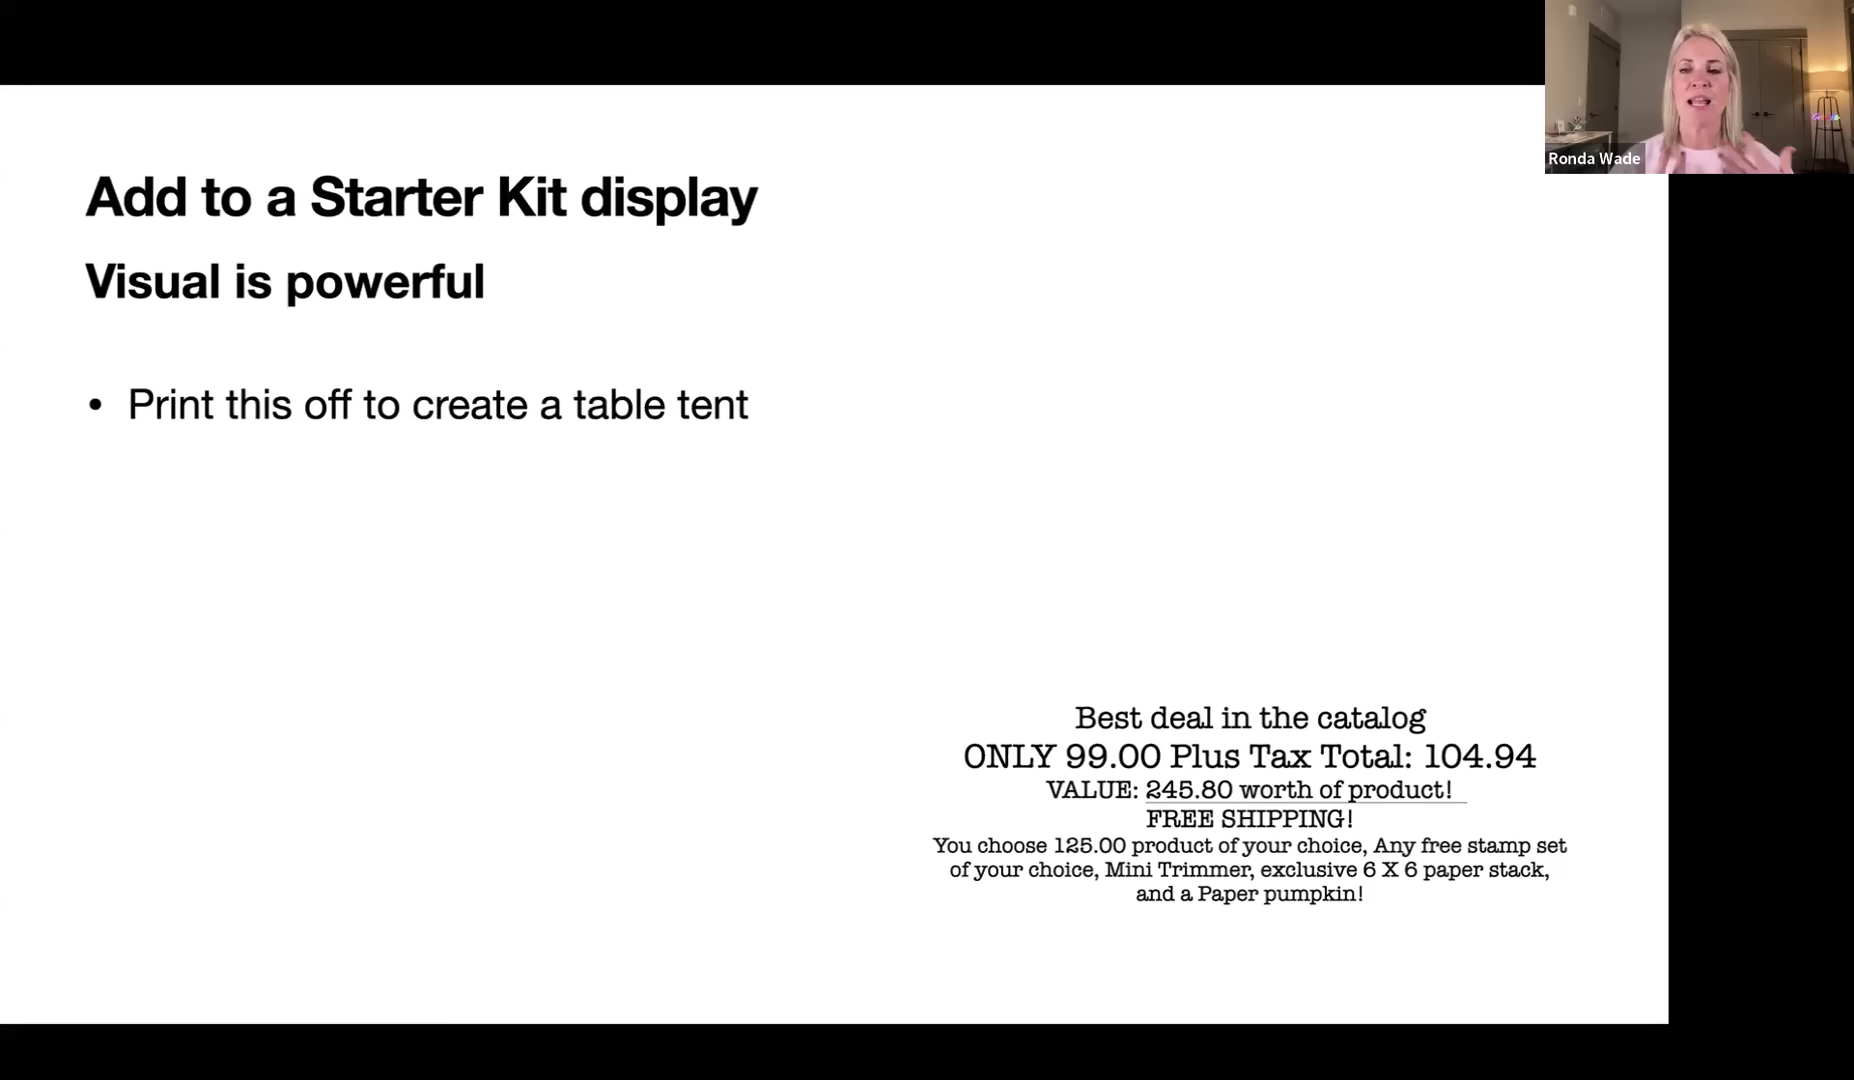 Ronda Wade
Add to a Starter Kit display
Visual is powerful
• Print this off to create a table tent
Best deal in the catalog
ONLY 99.00 Plus Tax Total: 104.94
VALUE: 245.80 worth of product!
FREE SHIPPING!
You choose 125.00 product of your choice, Any free stamp set
of your choice, Mini Trimmer, exclusive 6 X 6 paper stack,
and a Paper pumpkin!